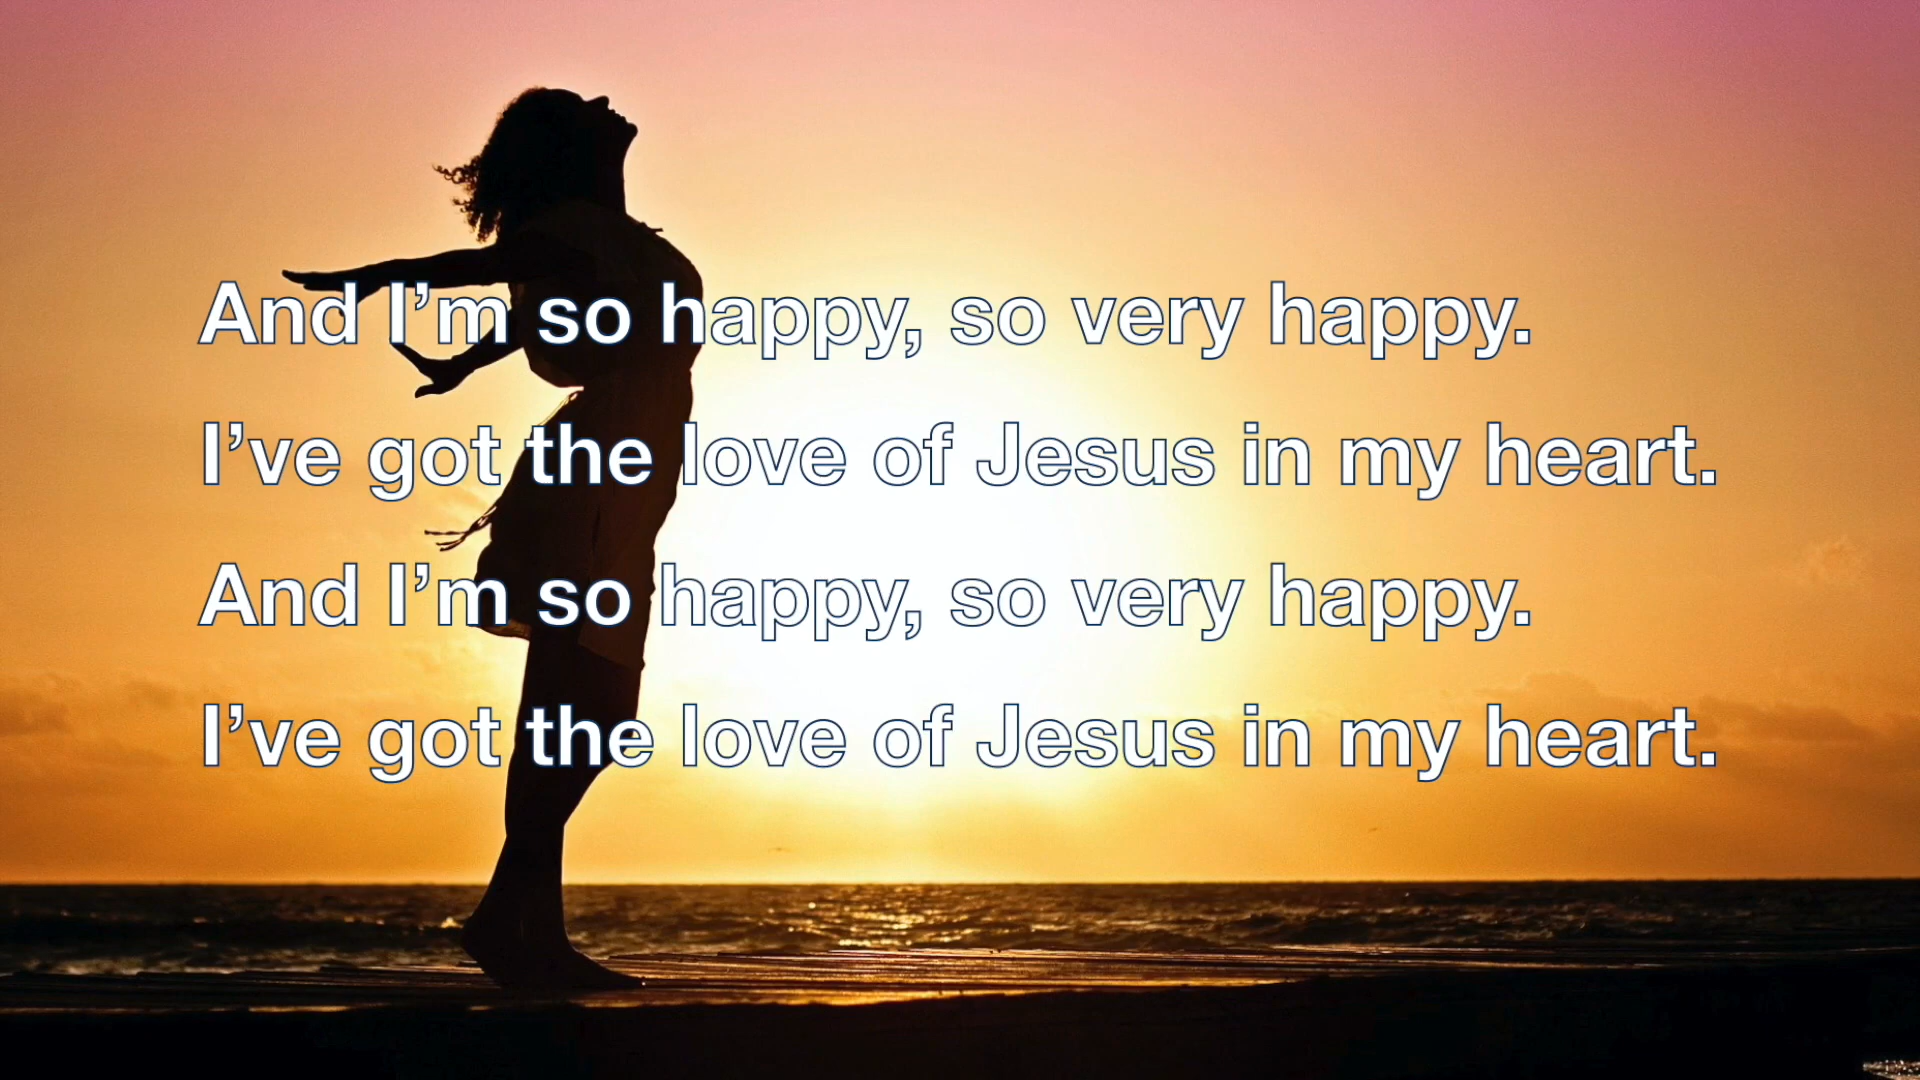 And I’m so happy, so very happy.
I’ve got the love of Jesus in my heart.
And I’m so happy, so very happy.
I’ve got the love of Jesus in my heart.